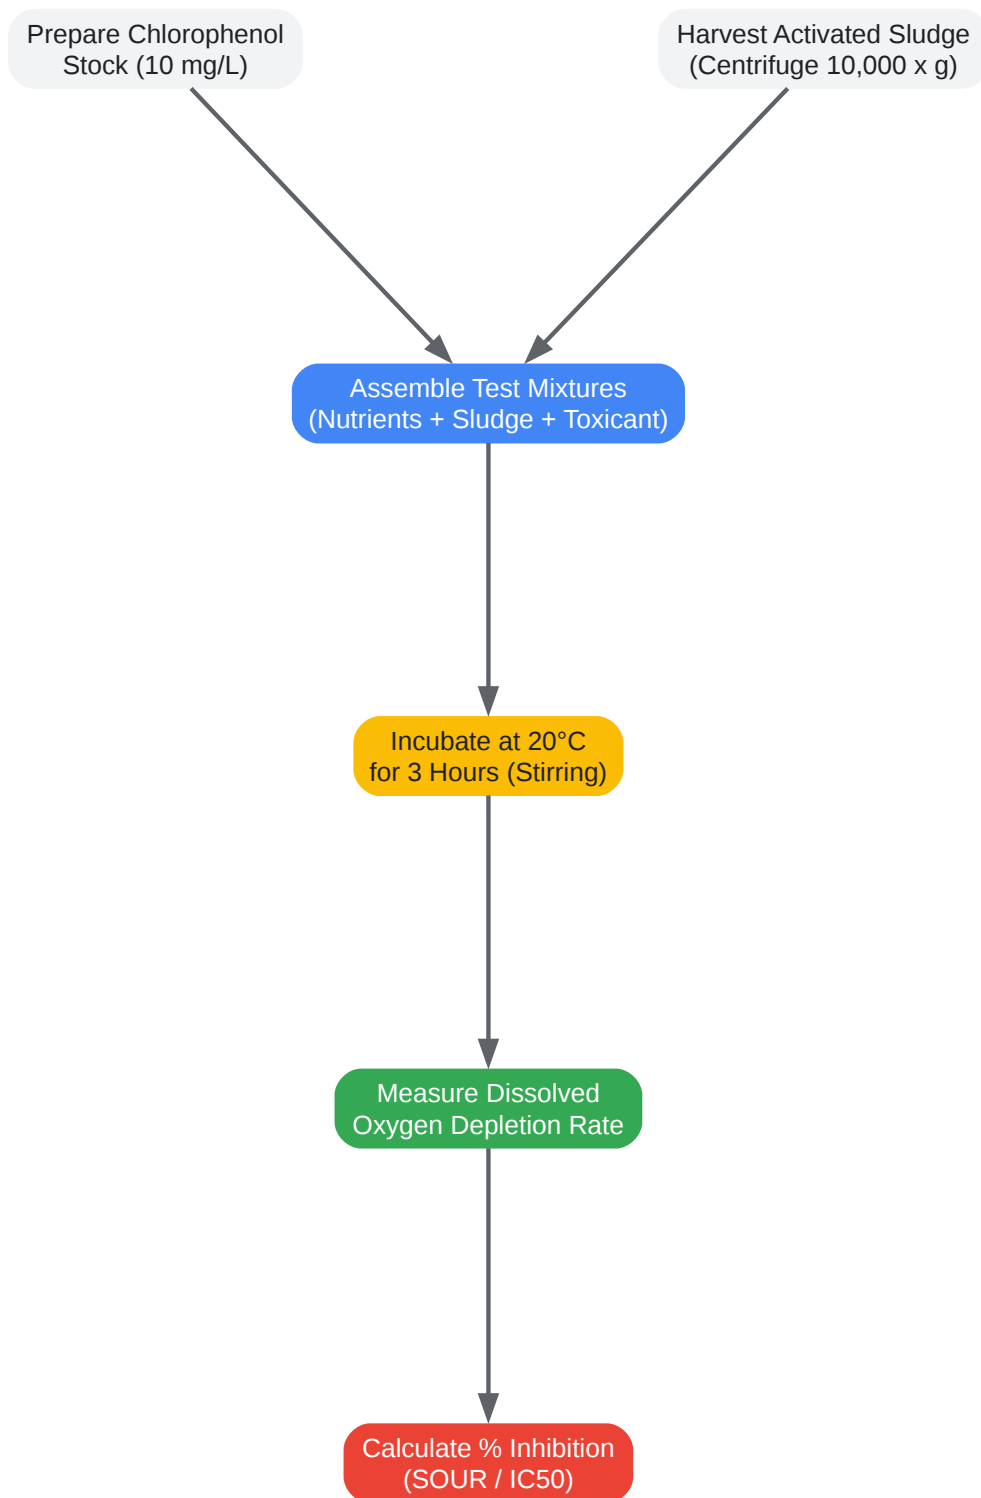 Prepare Chlorophenol
Stock (10 mg/L)
Harvest Activated Sludge
(Centrifuge 10,000 x g)
Assemble Test Mixtures
(Nutrients + Sludge + Toxicant)
Incubate at 20°C
for 3 Hours (Stirring)
Measure Dissolved
Oxygen Depletion Rate
Calculate % Inhibition
(SOUR / IC50)